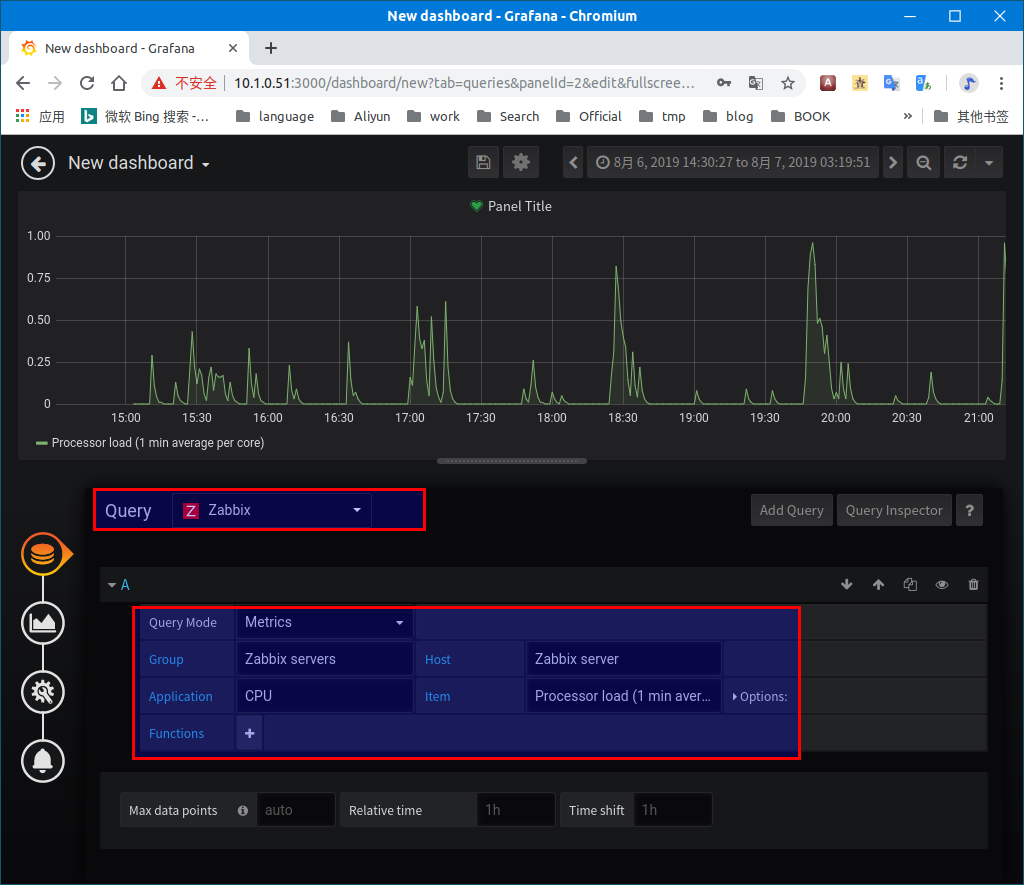 New dashboard - Grafana - Chromium
New dashboard - Grafana
不安全 10.1.0.51:3000/dashboard/new?tab=queries&panelId=2&edit&fullscree...
应用 微软 Bing 搜索 -... language Aliyun work Search Official tmp blog BOOK » 其他书签
New dashboard 8月 6, 2019 14:30:27 to 8月 7, 2019 03:19:51
Panel Title
1.00
0.75
0.50
0.25
0
15:00 15:30 16:00 16:30 17:00 17:30 18:00 18:30 19:00 19:30 20:00 20:30 21:00
Processor load (1 min average per core)
Query Z Zabbix Add Query Query Inspector ?
A
Query Mode Metrics
Group Zabbix servers Host Zabbix server
Application CPU Item Processor load (1 min aver... Options:
Functions +
Max data points auto Relative time 1h Time shift 1h